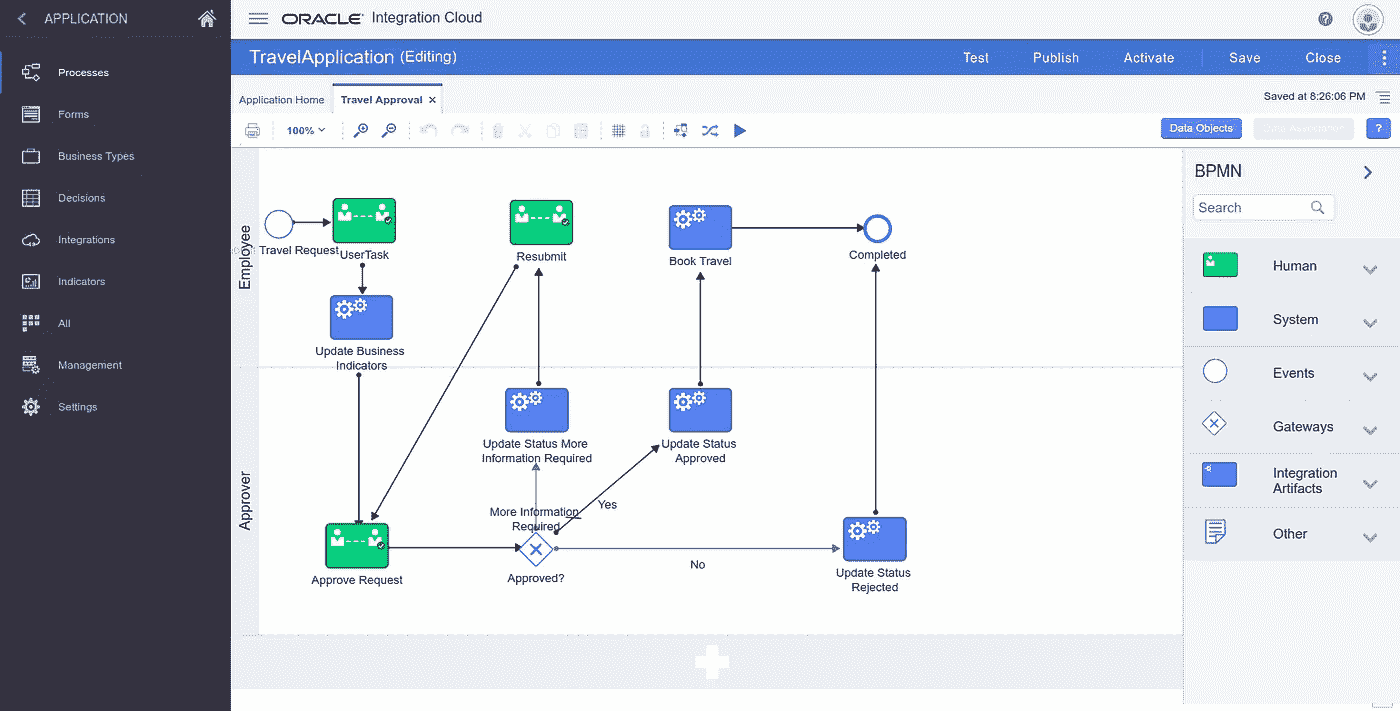 APPLICATION
ORACLE Integration Cloud
TravelApplication (Editing)
Test
Publish
Activate
Save
Close
Processes
Forms
Business Types
Decisions
Integrations
Indicators
All
Management
Settings
Application Home
Travel Approval ×
Saved at 8:26:06 PM
100%
Data Objects
?
Employee
Travel Request
UserTask
Resubmit
Book Travel
Completed
Update Business
Indicators
Approver
Update Status More
Information Required
Update Status
Approved
More Information
Required
Yes
No
Approve Request
Approved?
Update Status
Rejected
BPMN
Search
Human
System
Events
Gateways
Integration
Artifacts
Other